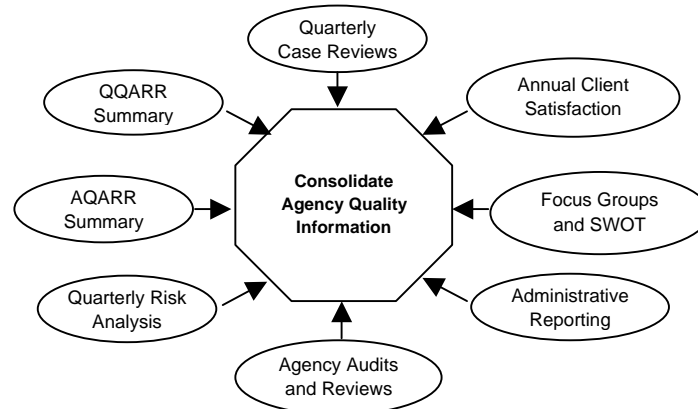 Quarterly
Case Reviews
QQARR
Summary
Annual Client
Satisfaction
Consolidate
Agency Quality
Information
AQARR
Summary
Focus Groups
and SWOT
Quarterly Risk
Analysis
Administrative
Reporting
Agency Audits
and Reviews